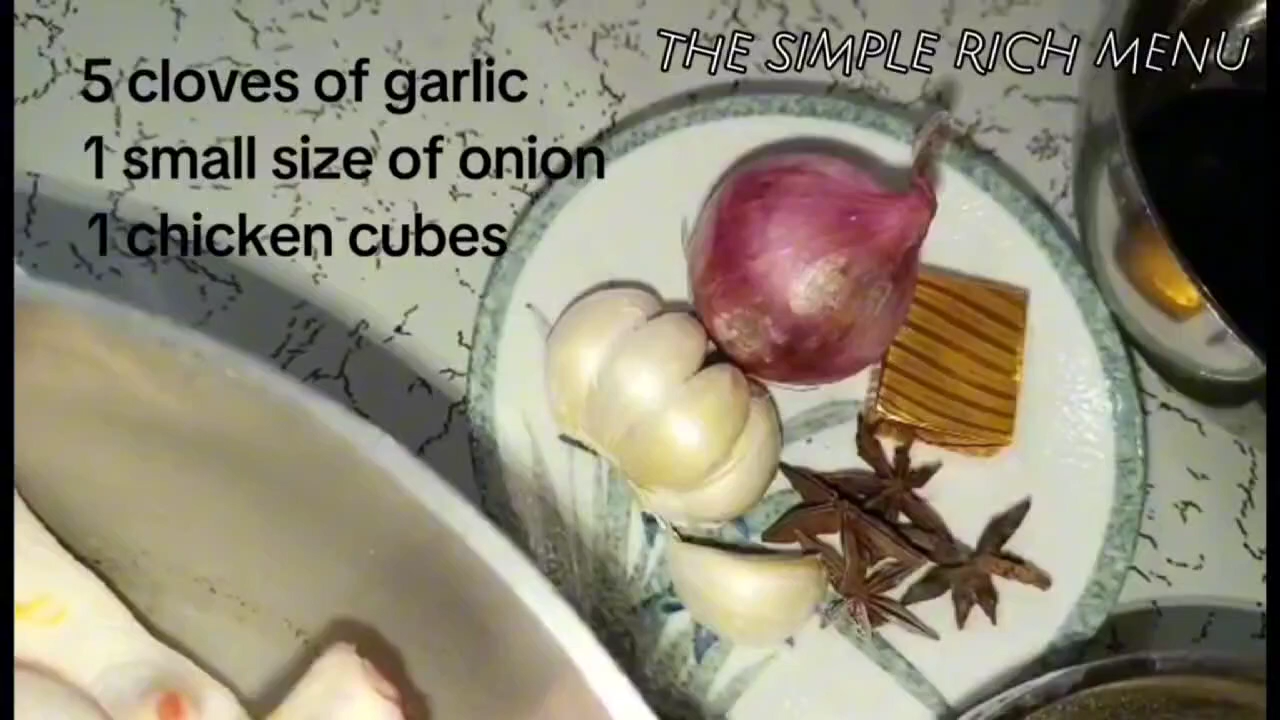 THE SIMPLE RICH MENU
5 cloves of garlic
1 small size of onion
1 chicken cubes